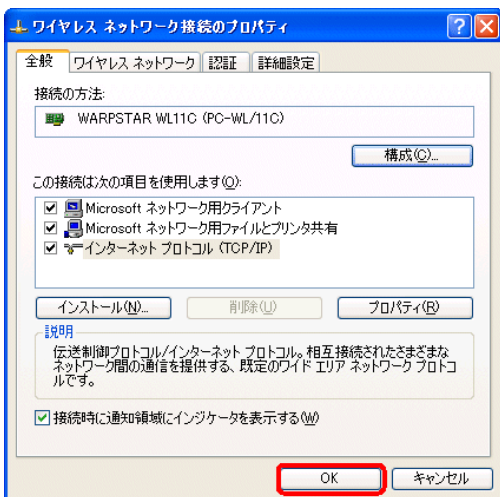 ワイヤレス ネットワーク接続のプロパティ
全般 ワイヤレス ネットワーク 認証 詳細設定
接続の方法:
WARPSTAR WL11C (PC-WL/11C)
構成(C)...
この接続は次の項目を使用します(O):
Microsoft ネットワーク用クライアント
Microsoft ネットワーク用ファイルとプリンタ共有
インターネット プロトコル (TCP/IP)
インストール(N)... 削除(U) プロパティ(R)
説明
伝送制御プロトコル/インターネット プロトコル。相互接続されたさまざまな
ネットワーク間の通信を提供する、既定のワイド エリア ネットワーク プロトコ
ルです。
接続時に通知領域にインジケータを表示する(W)
OK キャンセル